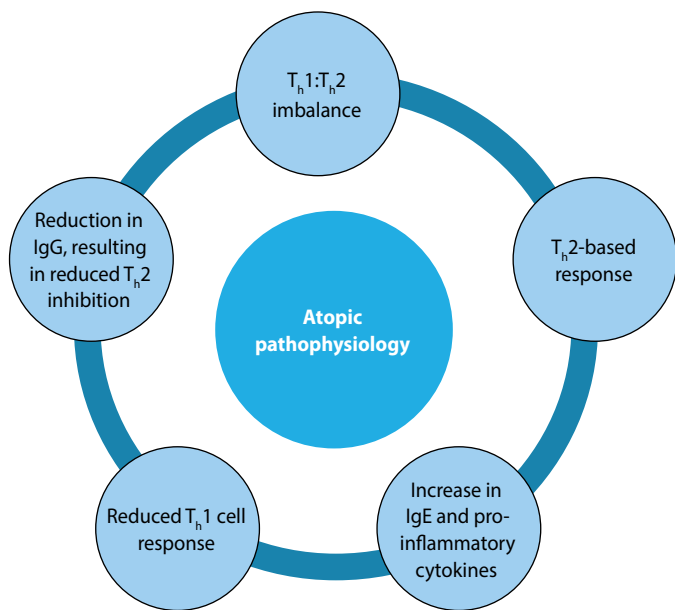 Tₕ1:Tₕ2
imbalance
Tₕ2-based
response
Increase in
IgE and pro-
inflammatory
cytokines
Reduced Tₕ1 cell
response
Reduction in
IgG, resulting
in reduced Tₕ2
inhibition
Atopic
pathophysiology